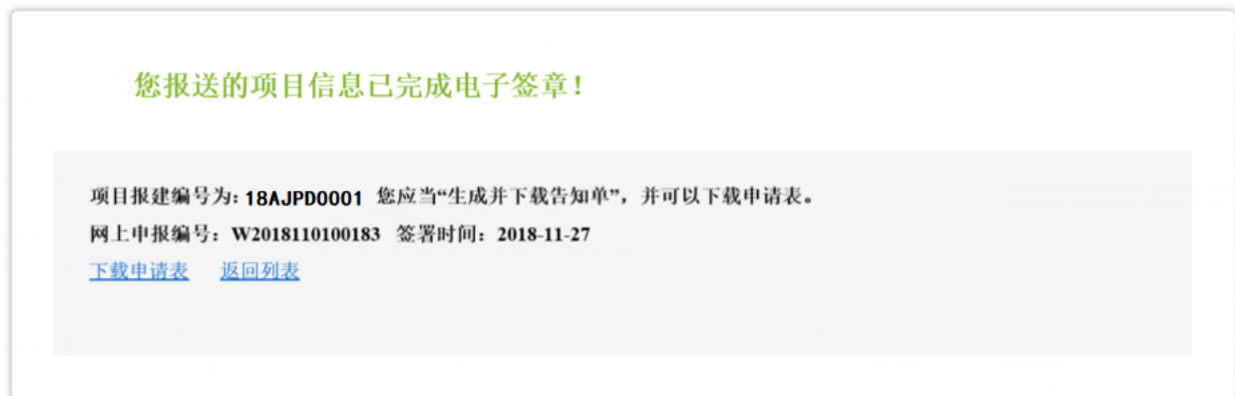 您报送的项目信息已完成电子签章！
项目报建编号为: 18AJPD0001 您应当“生成并下载告知单”，并可以下载申请表。
网上申报编号：W2018110100183 签署时间：2018-11-27
下载申请表 返回列表